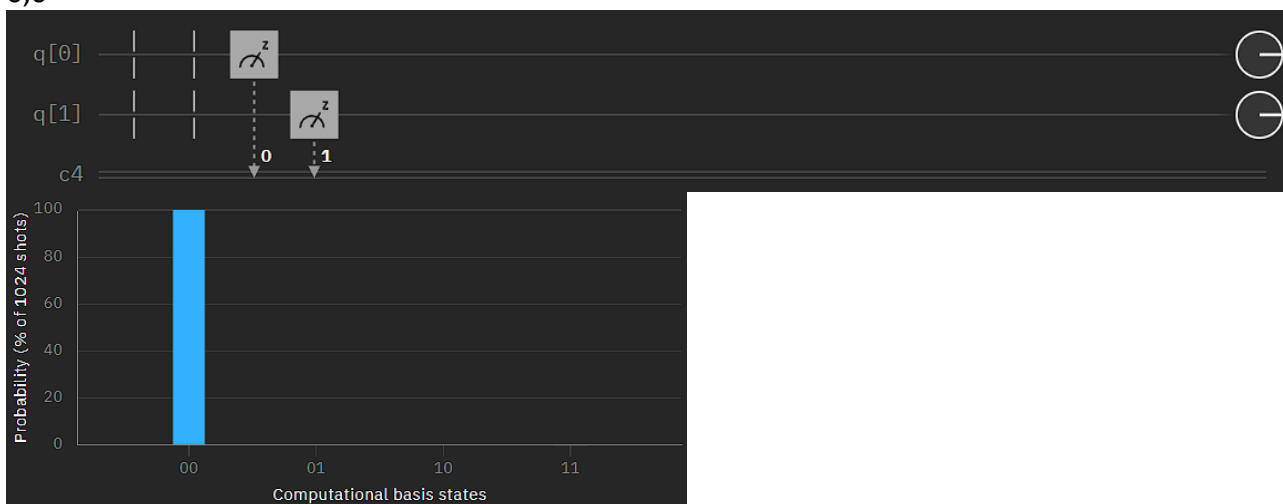 q[0]
z
q[1]
z
0
1
c4
Probability (% of 1024 shots)
100
80
60
40
20
0
00
01
10
11
Computational basis states